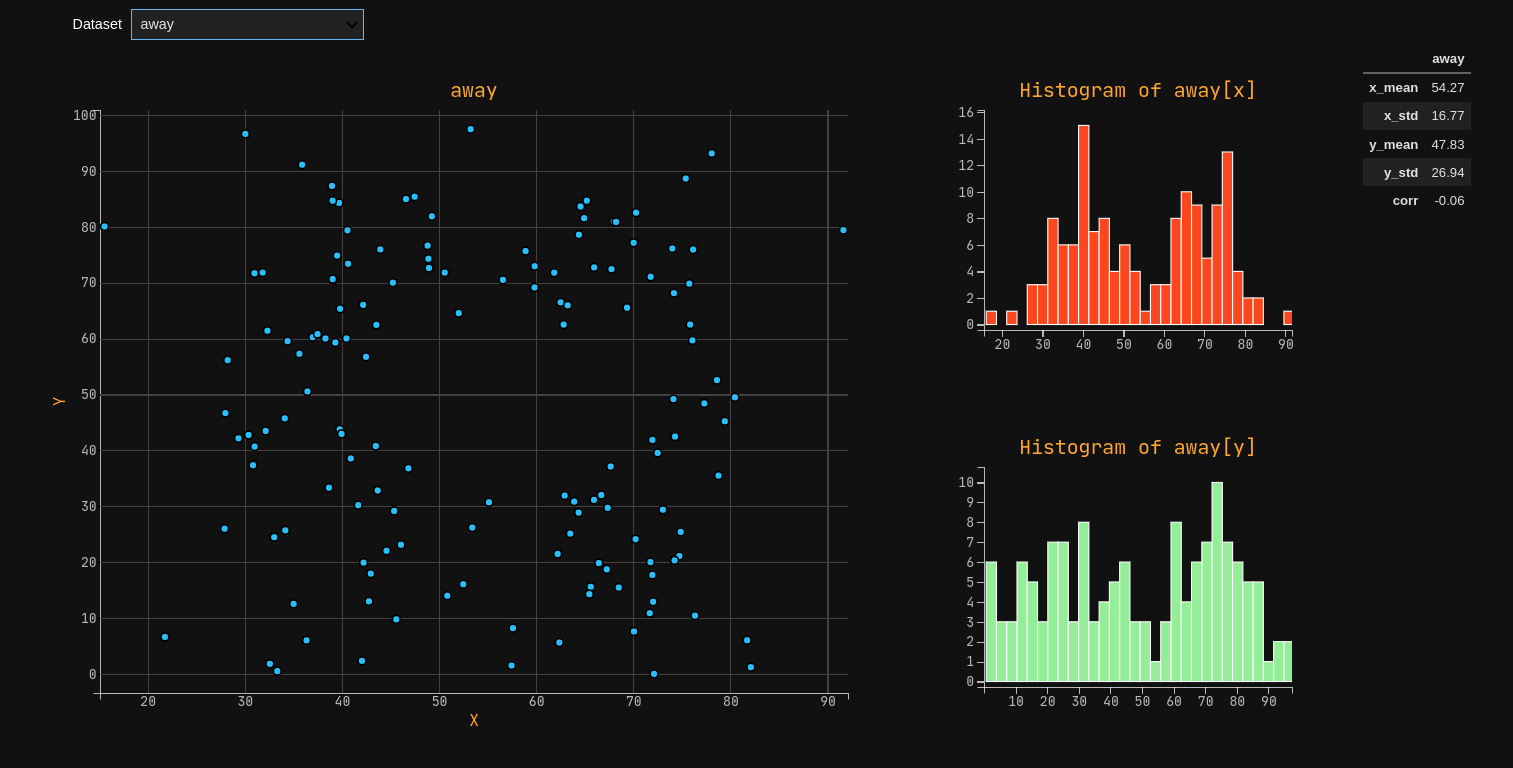 Dataset away
away
100
90
80
70
60
50
40
30
20
10
0
Y
20 30 40 50 60 70 80 90
X
Histogram of away[x]
16
14
12
10
8
6
4
2
0
20 30 40 50 60 70 80 90
Histogram of away[y]
10
9
8
7
6
5
4
3
2
1
0
10 20 30 40 50 60 70 80 90
away
x_mean 54.27
x_std 16.77
y_mean 47.83
y_std 26.94
corr -0.06